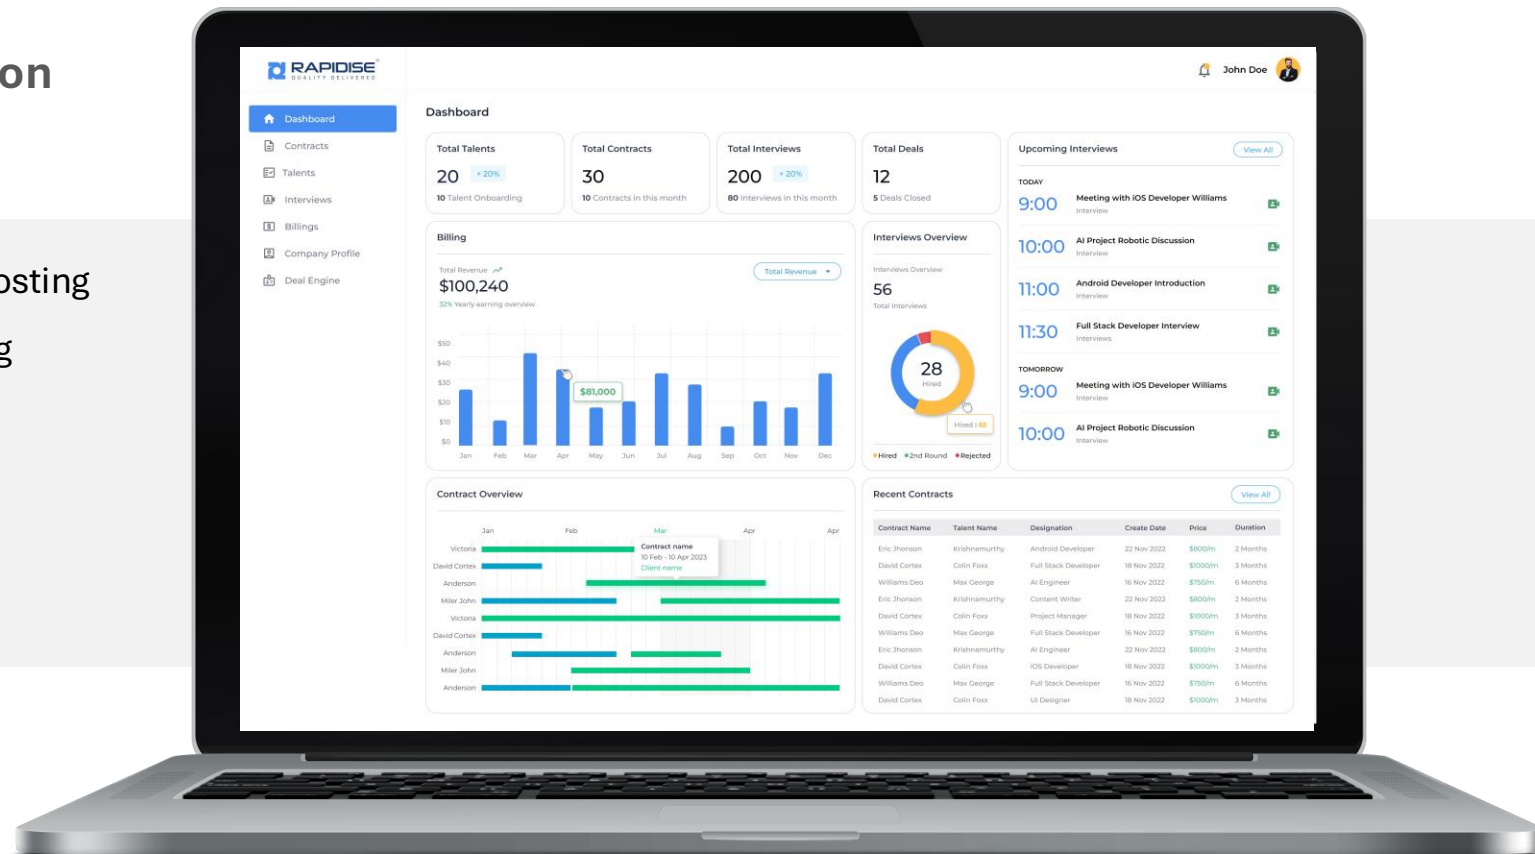 on
osting
g
RAPIDISE
QUALITY DELIVERED
John Doe
Dashboard
Contracts
Talents
Interviews
Billings
Company Profile
Deal Engine
Dashboard
Total Talents
20 + 20%
10 Talent Onboarding
Total Contracts
30
10 Contracts in this month
Total Interviews
200 + 20%
80 Interviews in this month
Total Deals
12
5 Deals Closed
Upcoming Interviews View All
TODAY
9:00 Meeting with iOS Developer Williams
Interview
10:00 AI Project Robotic Discussion
Interview
11:00 Android Developer Introduction
Interview
11:30 Full Stack Developer Interview
Interviews
TOMORROW
9:00 Meeting with iOS Developer Williams
Interview
10:00 AI Project Robotic Discussion
Interview
Billing
Total Revenue
Total Revenue
$100,240
32% Yearly earning overview
$50
$40
$30
$20
$10
$0
$81,000
Jan Feb Mar Apr May Jun Jul Aug Sep Oct Nov Dec
Interviews Overview
Interviews Overview
56
Total Interviews
28
Hired
Hired : 68
Hired 2nd Round Rejected
Contract Overview
Jan Feb Mar Apr Apr
Contract name
10 Feb - 10 Apr 2023
Client name
Victoria
David Cortex
Anderson
Miler John
Victoria
David Cortex
Anderson
Miler John
Anderson
Recent Contracts View All
Contract Name Talent Name Designation Create Date Price Duration
Eric Jhonson Krishnamurthy Android Developer 22 Nov 2022 $800/m 2 Months
David Cortex Colin Foxx Full Stack Developer 18 Nov 2022 $1000/m 3 Months
Williams Deo Max George AI Engineer 16 Nov 2022 $750/m 6 Months
Eric Jhonson Krishnamurthy Content Writer 22 Nov 2022 $800/m 2 Months
David Cortex Colin Foxx Project Manager 18 Nov 2022 $1000/m 3 Months
Williams Deo Max George Full Stack Developer 16 Nov 2022 $750/m 6 Months
Eric Jhonson Krishnamurthy AI Engineer 22 Nov 2022 $800/m 2 Months
David Cortex Colin Foxx iOS Developer 18 Nov 2022 $1000/m 3 Months
Williams Deo Max George Full Stack Developer 16 Nov 2022 $750/m 6 Months
David Cortex Colin Foxx UI Designer 18 Nov 2022 $1000/m 3 Months